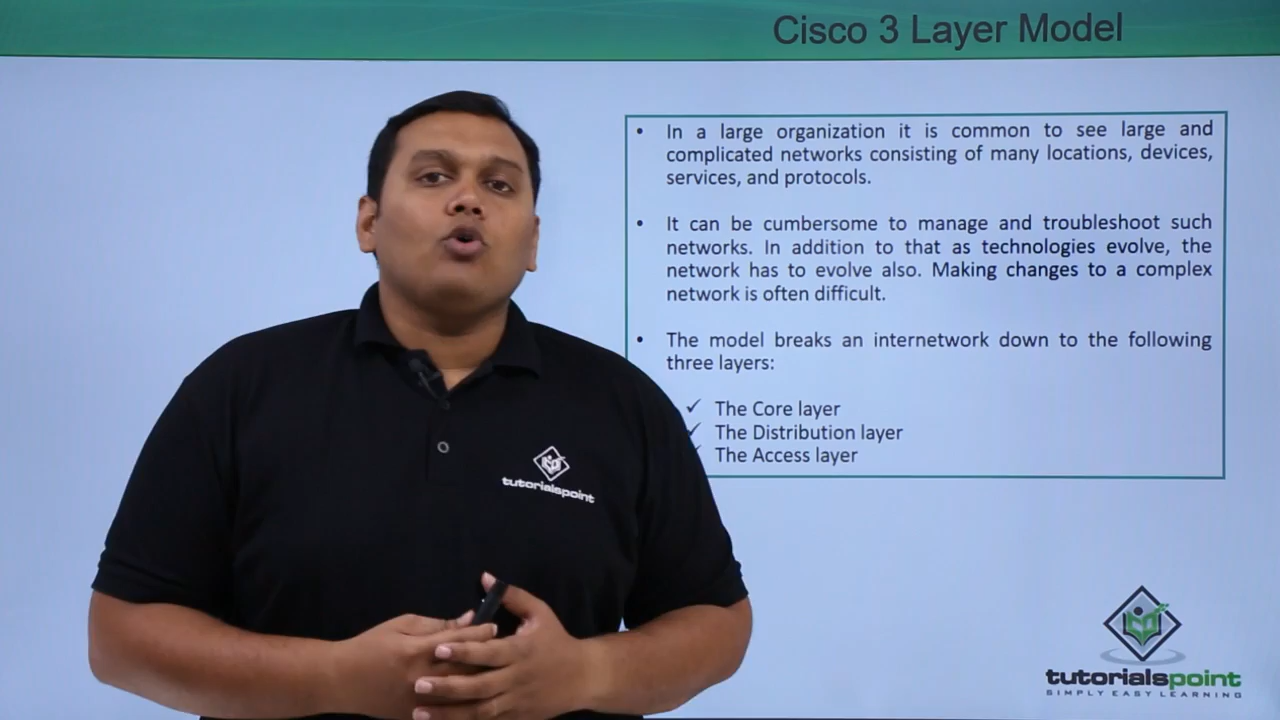 Cisco 3 Layer Model
• In a large organization it is common to see large and
complicated networks consisting of many locations, devices,
services, and protocols.
• It can be cumbersome to manage and troubleshoot such
networks. In addition to that as technologies evolve, the
network has to evolve also. Making changes to a complex
network is often difficult.
• The model breaks an internetwork down to the following
three layers:
✓ The Core layer
✓ The Distribution layer
✓ The Access layer
tutorialspoint
tutorialspoint
SIMPLY EASY LEARNING